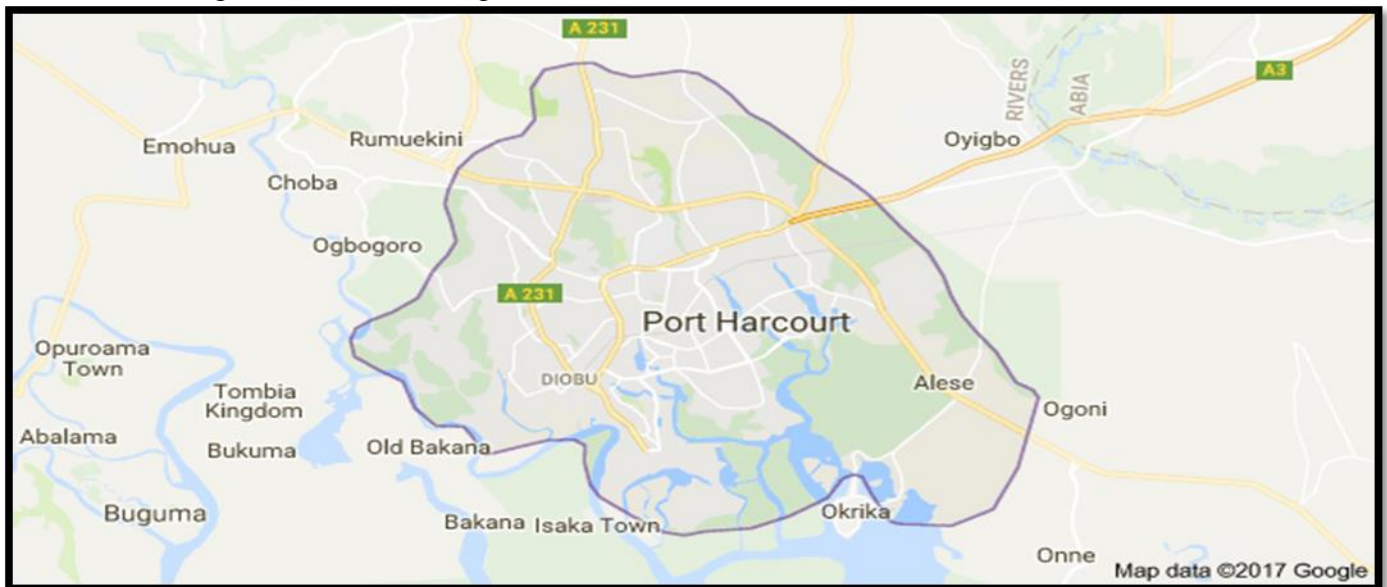 A 231
A3
RIVERS
ABIA
Emohua
Rumuekini
Oyigbo
Choba
Ogbogoro
A 231
Port Harcourt
Opuroama
Town
DIOBU
Alese
Tombia
Kingdom
Ogoni
Abalama
Bukuma
Old Bakana
Buguma
Bakana
Isaka Town
Okrika
Onne
Map data ©2017 Google